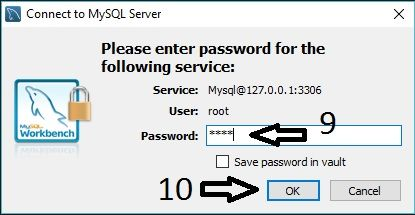 Connect to MySQL Server
Please enter password for the
following service:
Service: Mysql@127.0.0.1:3306
User: root
Password: **** 9
Save password in vault
10 OK Cancel
MySQL
Workbench